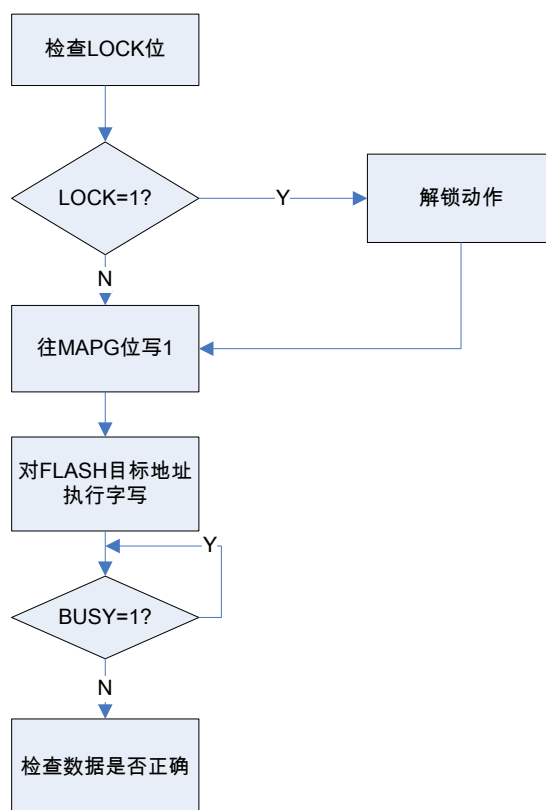 检查LOCK位
LOCK=1?
Y
解锁动作
N
往MAPG位写1
对FLASH目标地址
执行字写
Y
BUSY=1?
N
检查数据是否正确